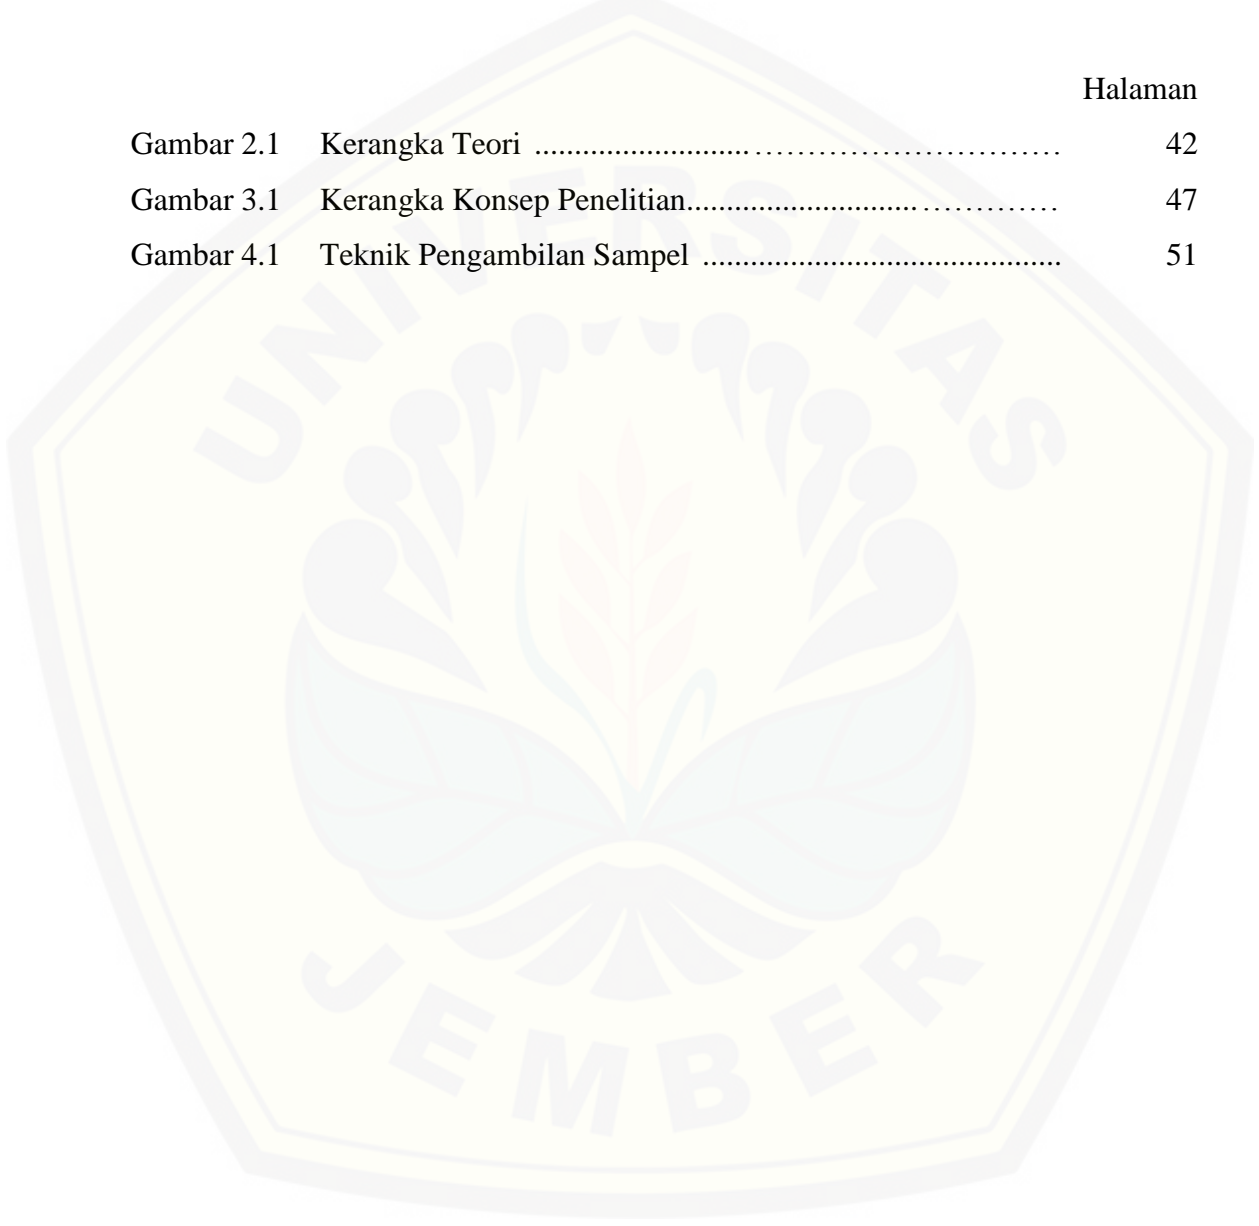 Halaman
Gambar 2.1 Kerangka Teori ........................... ............................. 42
Gambar 3.1 Kerangka Konsep Penelitian............................. ............. 47
Gambar 4.1 Teknik Pengambilan Sampel ............................................. 51
UNIVERSITAS
JEMBER